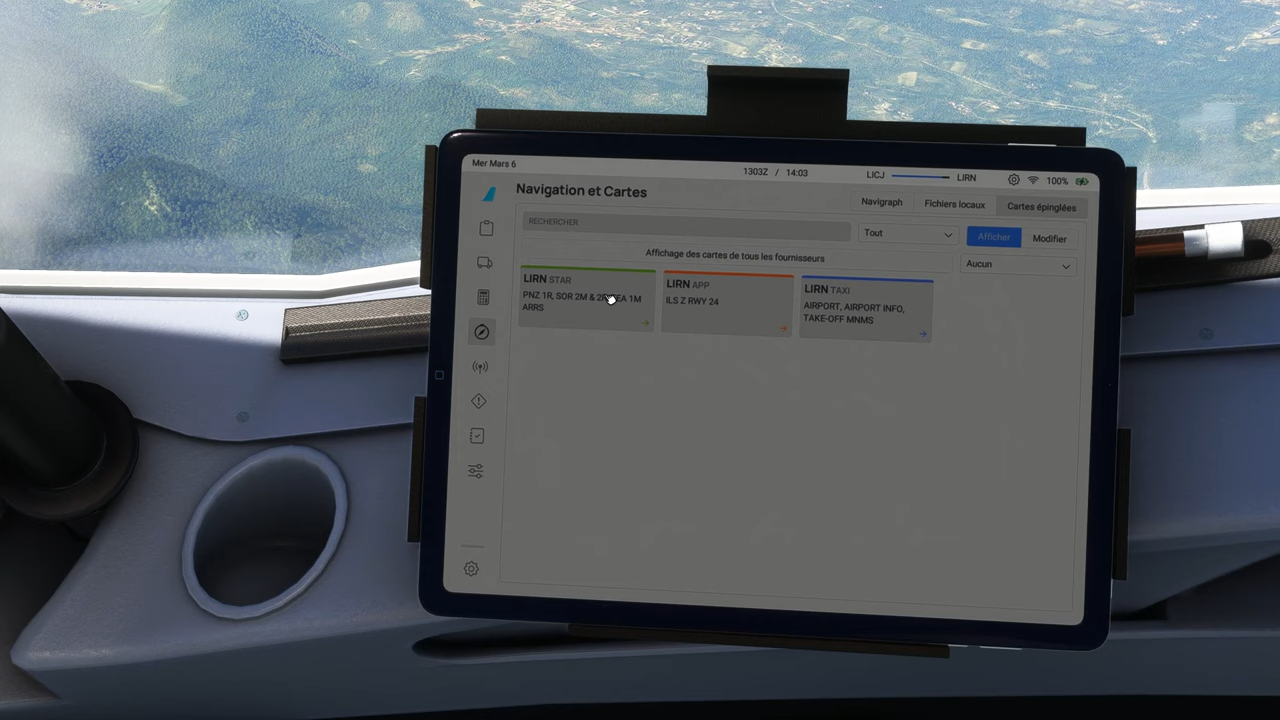 Mer Mars 6
1303Z / 14:03
LICJ LIRN
100%
Navigation et Cartes
Navigraph
Fichiers locaux
Cartes épinglées
RECHERCHER
Tout
Afficher
Modifier
Affichage des cartes de tous les fournisseurs
Aucun
LIRN STAR
PNZ 1R, SOR 2M & 2R, 1M
ARRS
LIRN APP
ILS Z RWY 24
LIRN TAXI
AIRPORT, AIRPORT INFO,
TAKE-OFF MNMS